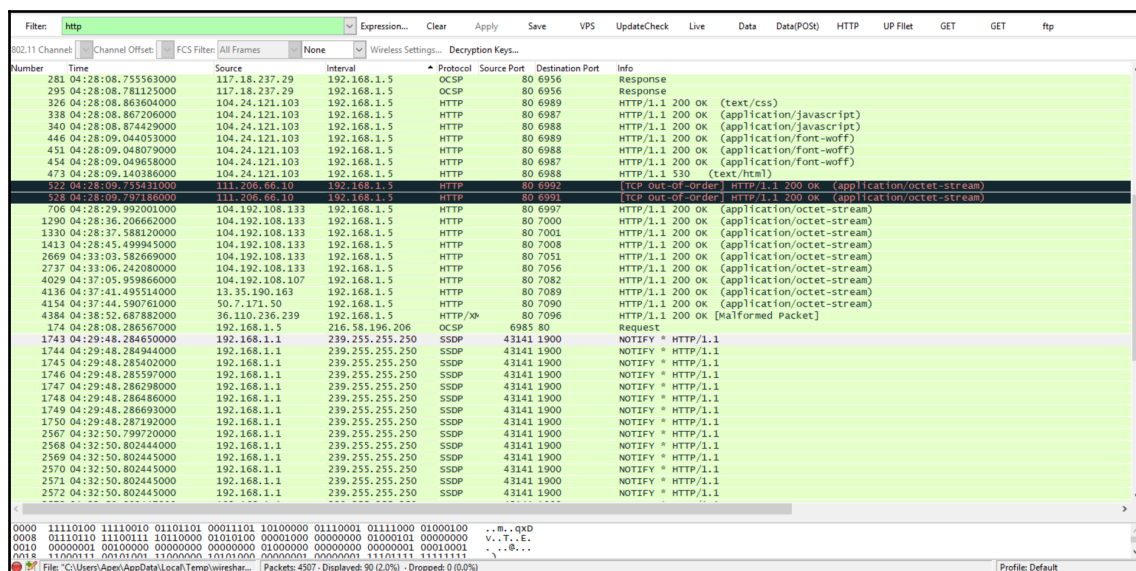 Filter: http Expression... Clear Apply Save VPS UpdateCheck Live Data Data(POSt) HTTP UP FIlet GET GET ftp
802.11 Channel: Channel Offset: FCS Filter: All Frames None Wireless Settings... Decryption Keys...
Number Time Source Interval Protocol Source Port Destination Port Info
281 04:28:08.755563000 117.18.237.29 192.168.1.5 OCSP 80 6956 Response
295 04:28:08.781125000 117.18.237.29 192.168.1.5 OCSP 80 6956 Response
326 04:28:08.863604000 104.24.121.103 192.168.1.5 HTTP 80 6989 HTTP/1.1 200 OK (text/css)
338 04:28:08.867206000 104.24.121.103 192.168.1.5 HTTP 80 6987 HTTP/1.1 200 OK (application/javascript)
340 04:28:08.874429000 104.24.121.103 192.168.1.5 HTTP 80 6988 HTTP/1.1 200 OK (application/javascript)
446 04:28:09.044053000 104.24.121.103 192.168.1.5 HTTP 80 6989 HTTP/1.1 200 OK (application/font-woff)
451 04:28:09.048079000 104.24.121.103 192.168.1.5 HTTP 80 6988 HTTP/1.1 200 OK (application/font-woff)
454 04:28:09.049658000 104.24.121.103 192.168.1.5 HTTP 80 6987 HTTP/1.1 200 OK (application/font-woff)
473 04:28:09.140386000 104.24.121.103 192.168.1.5 HTTP 80 6988 HTTP/1.1 530 (text/html)
522 04:28:09.755431000 111.206.66.10 192.168.1.5 HTTP 80 6992 [TCP Out-Of-Order] HTTP/1.1 200 OK (application/octet-stream)
528 04:28:09.797186000 111.206.66.10 192.168.1.5 HTTP 80 6991 [TCP Out-Of-Order] HTTP/1.1 200 OK (application/octet-stream)
706 04:28:29.992001000 104.192.108.133 192.168.1.5 HTTP 80 6997 HTTP/1.1 200 OK (application/octet-stream)
1290 04:28:36.206662000 104.192.108.133 192.168.1.5 HTTP 80 7000 HTTP/1.1 200 OK (application/octet-stream)
1330 04:28:37.588120000 104.192.108.133 192.168.1.5 HTTP 80 7001 HTTP/1.1 200 OK (application/octet-stream)
1413 04:28:45.499945000 104.192.108.133 192.168.1.5 HTTP 80 7008 HTTP/1.1 200 OK (application/octet-stream)
2669 04:33:03.582669000 104.192.108.133 192.168.1.5 HTTP 80 7051 HTTP/1.1 200 OK (application/octet-stream)
2737 04:33:06.242080000 104.192.108.133 192.168.1.5 HTTP 80 7056 HTTP/1.1 200 OK (application/octet-stream)
4029 04:37:05.959866000 104.192.108.107 192.168.1.5 HTTP 80 7082 HTTP/1.1 200 OK (application/octet-stream)
4136 04:37:41.495514000 13.35.190.163 192.168.1.5 HTTP 80 7089 HTTP/1.1 200 OK (application/octet-stream)
4154 04:37:44.590761000 50.7.171.50 192.168.1.5 HTTP 80 7090 HTTP/1.1 200 OK (application/octet-stream)
4384 04:38:52.687882000 36.110.236.239 192.168.1.5 HTTP/XM 80 7096 HTTP/1.1 200 OK [Malformed Packet]
174 04:28:08.286567000 192.168.1.5 216.58.196.206 OCSP 6985 80 Request
1743 04:29:48.284650000 192.168.1.1 239.255.255.250 SSDP 43141 1900 NOTIFY * HTTP/1.1
1744 04:29:48.284944000 192.168.1.1 239.255.255.250 SSDP 43141 1900 NOTIFY * HTTP/1.1
1745 04:29:48.285402000 192.168.1.1 239.255.255.250 SSDP 43141 1900 NOTIFY * HTTP/1.1
1746 04:29:48.285597000 192.168.1.1 239.255.255.250 SSDP 43141 1900 NOTIFY * HTTP/1.1
1747 04:29:48.286298000 192.168.1.1 239.255.255.250 SSDP 43141 1900 NOTIFY * HTTP/1.1
1748 04:29:48.286486000 192.168.1.1 239.255.255.250 SSDP 43141 1900 NOTIFY * HTTP/1.1
1749 04:29:48.286693000 192.168.1.1 239.255.255.250 SSDP 43141 1900 NOTIFY * HTTP/1.1
1750 04:29:48.287192000 192.168.1.1 239.255.255.250 SSDP 43141 1900 NOTIFY * HTTP/1.1
2567 04:32:50.799720000 192.168.1.1 239.255.255.250 SSDP 43141 1900 NOTIFY * HTTP/1.1
2568 04:32:50.802444000 192.168.1.1 239.255.255.250 SSDP 43141 1900 NOTIFY * HTTP/1.1
2569 04:32:50.802445000 192.168.1.1 239.255.255.250 SSDP 43141 1900 NOTIFY * HTTP/1.1
2570 04:32:50.802445000 192.168.1.1 239.255.255.250 SSDP 43141 1900 NOTIFY * HTTP/1.1
2571 04:32:50.802445000 192.168.1.1 239.255.255.250 SSDP 43141 1900 NOTIFY * HTTP/1.1
2572 04:32:50.802445000 192.168.1.1 239.255.255.250 SSDP 43141 1900 NOTIFY * HTTP/1.1
0000 11110100 11110010 01101101 00011101 10100000 01110001 01111000 01000100 ..m..qxD
0008 01110110 11100111 10110000 01010100 00001000 00000000 01000101 00000000 v..T..E.
0010 00000001 00100000 00000000 00000000 01000000 00000000 00000001 00010001 . ..@...
File: "C:\Users\Apex\AppData\Local\Temp\wireshar... Packets: 4507 · Displayed: 90 (2.0%) · Dropped: 0 (0.0%) Profile: Default